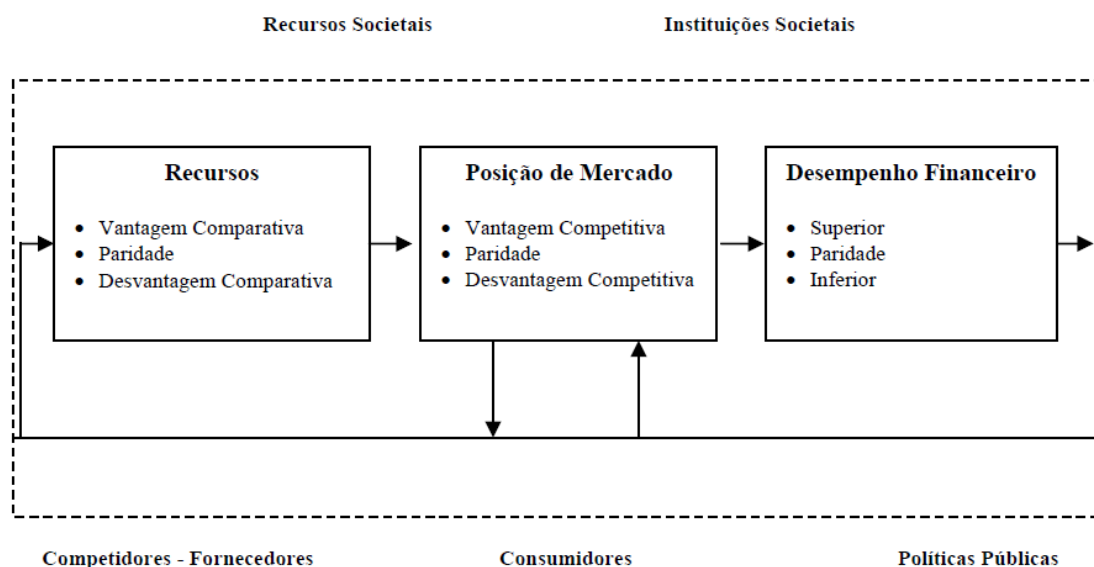 Recursos Societais
Instituições Societais
Recursos
• Vantagem Comparativa
• Paridade
• Desvantagem Comparativa
Posição de Mercado
• Vantagem Competitiva
• Paridade
• Desvantagem Competitiva
Desempenho Financeiro
• Superior
• Paridade
• Inferior
Competidores - Fornecedores
Consumidores
Políticas Públicas